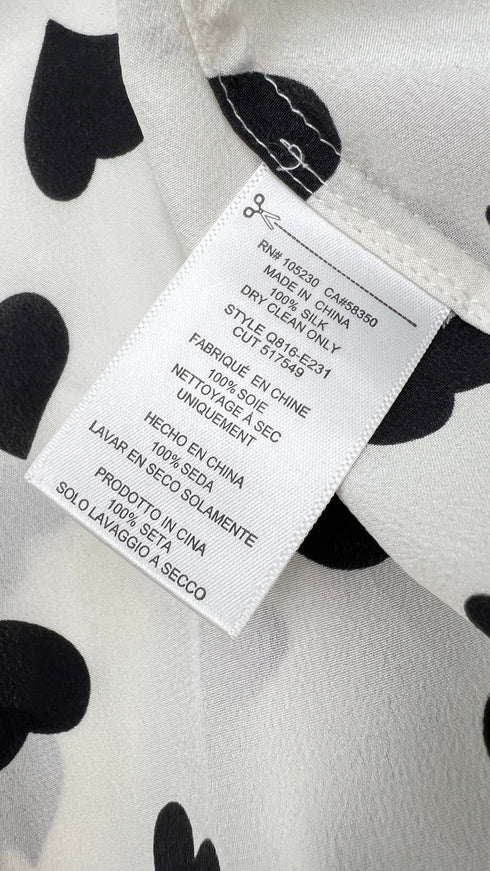 RN# 105230 CA#58350
MADE IN CHINA
100% SILK
DRY CLEAN ONLY
STYLE Q816-E231
CUT 517549
FABRIQUÉ EN CHINE
100% SOIE
NETTOYAGE À SEC
UNIQUEMENT
HECHO EN CHINA
100% SEDA
LAVAR EN SECO SOLAMENTE
PRODOTTO IN CINA
100% SETA
SOLO LAVAGGIO A SECCO